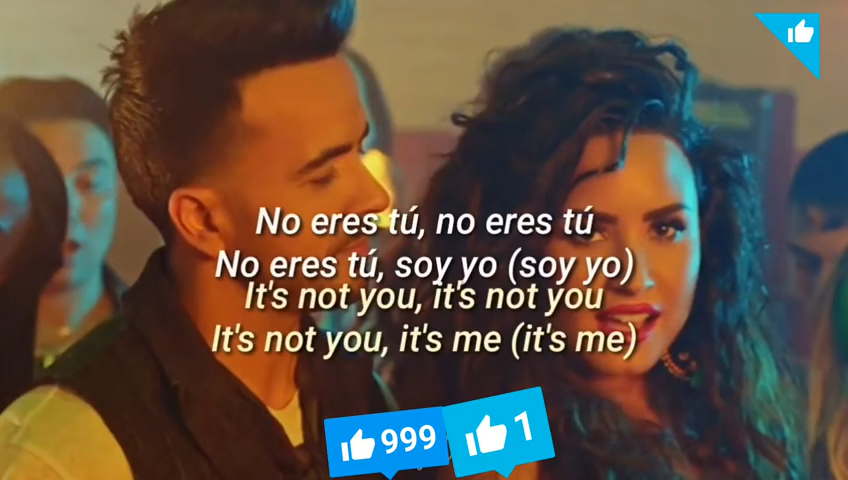 No eres tú, no eres tú
No eres tú, soy yo (soy yo)
It's not you, it's not you
It's not you, it's me (it's me)
999
1